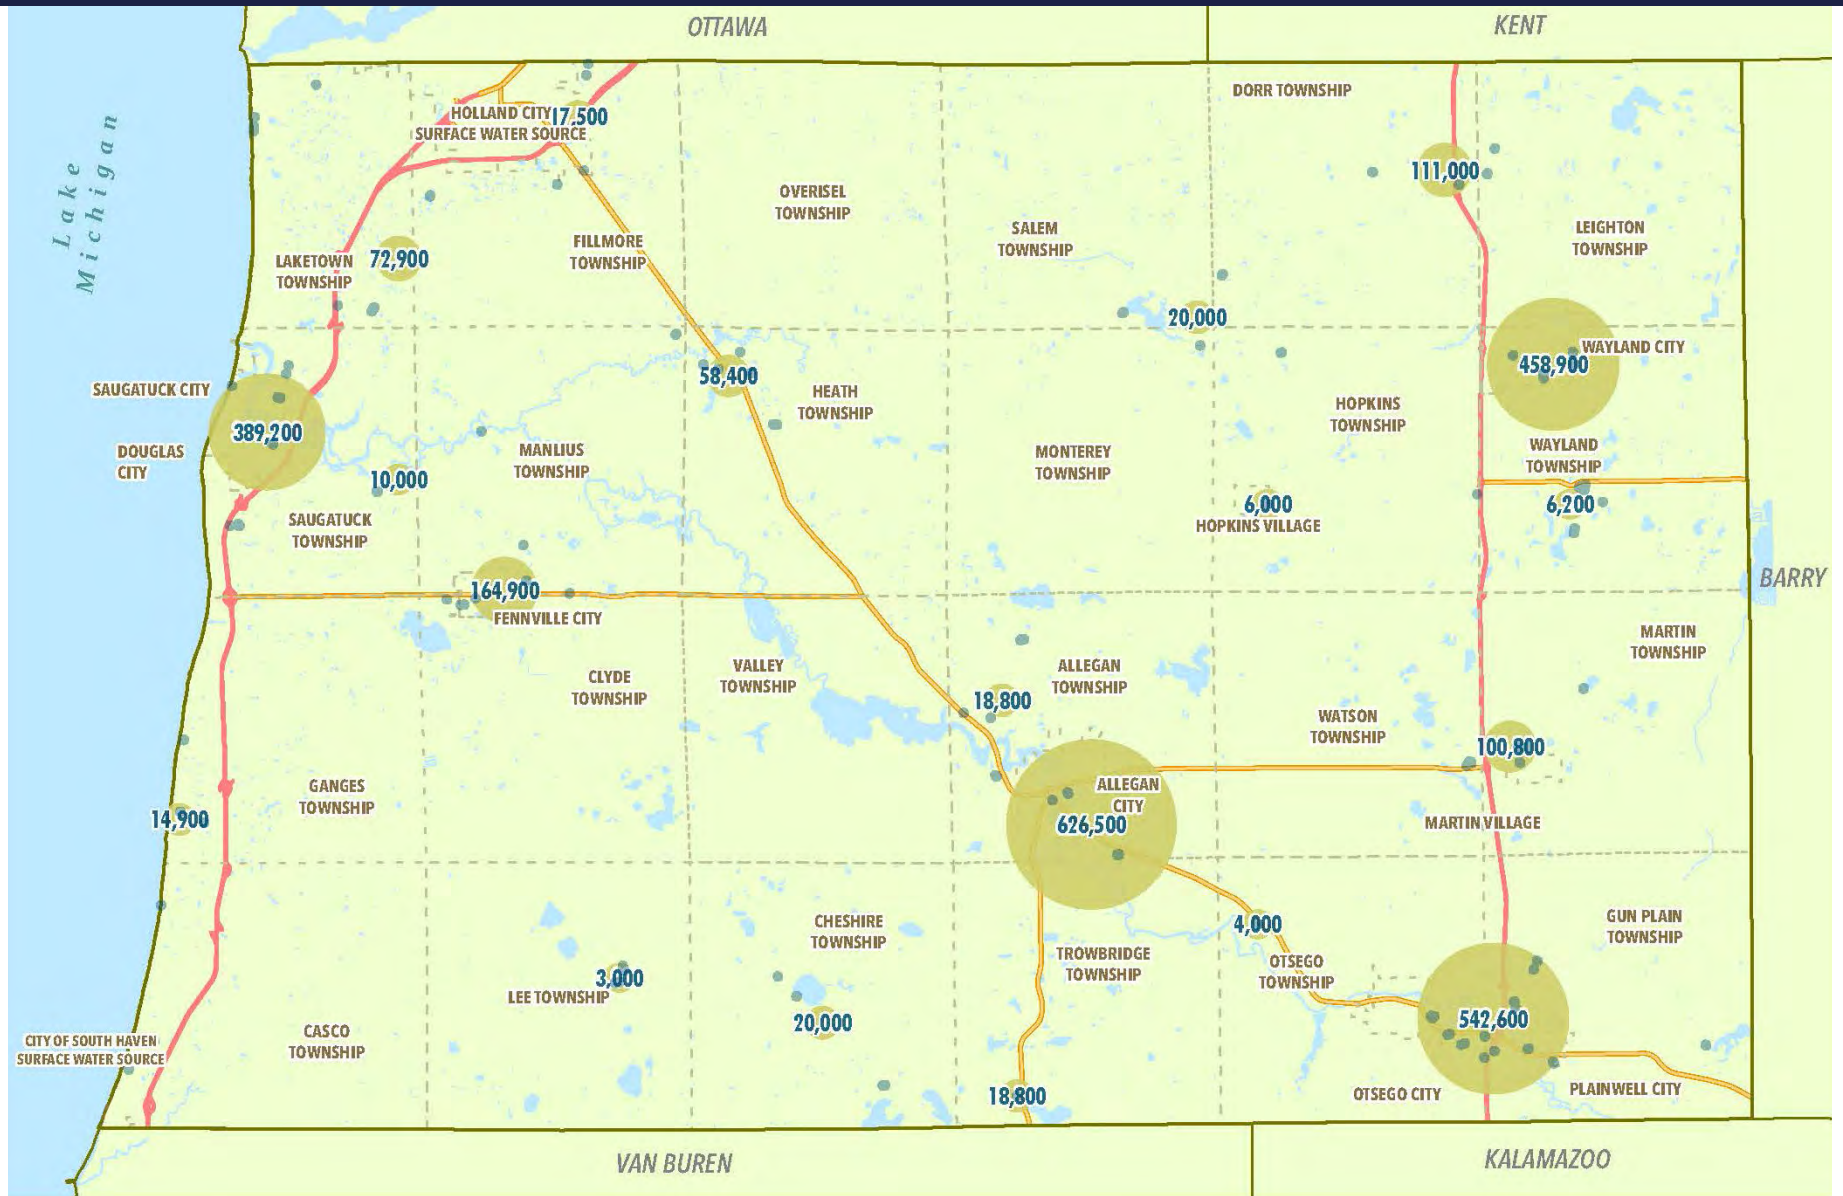 OTTAWA
KENT
DORR TOWNSHIP
HOLLAND CITY
SURFACE WATER SOURCE
17,500
111,000
OVERISEL
TOWNSHIP
Lake
Michigan
LAKETOWN
TOWNSHIP
72,900
FILLMORE
TOWNSHIP
SALEM
TOWNSHIP
LEIGHTON
TOWNSHIP
20,000
WAYLAND CITY
458,900
SAUGATUCK CITY
58,400
HEATH
TOWNSHIP
HOPKINS
TOWNSHIP
389,200
DOUGLAS
CITY
10,000
MANLIUS
TOWNSHIP
MONTEREY
TOWNSHIP
WAYLAND
TOWNSHIP
6,000
HOPKINS VILLAGE
6,200
SAUGATUCK
TOWNSHIP
164,900
FENNVILLE CITY
BARRY
CLYDE
TOWNSHIP
VALLEY
TOWNSHIP
ALLEGAN
TOWNSHIP
MARTIN
TOWNSHIP
18,800
WATSON
TOWNSHIP
100,800
GANGES
TOWNSHIP
14,900
ALLEGAN
CITY
626,500
MARTIN VILLAGE
CHESHIRE
TOWNSHIP
4,000
GUN PLAIN
TOWNSHIP
3,000
LEE TOWNSHIP
TROWBRIDGE
TOWNSHIP
OTSEGO
TOWNSHIP
20,000
542,600
CITY OF SOUTH HAVEN
SURFACE WATER SOURCE
CASCO
TOWNSHIP
18,800
OTSEGO CITY
PLAINWELL CITY
VAN BUREN
KALAMAZOO